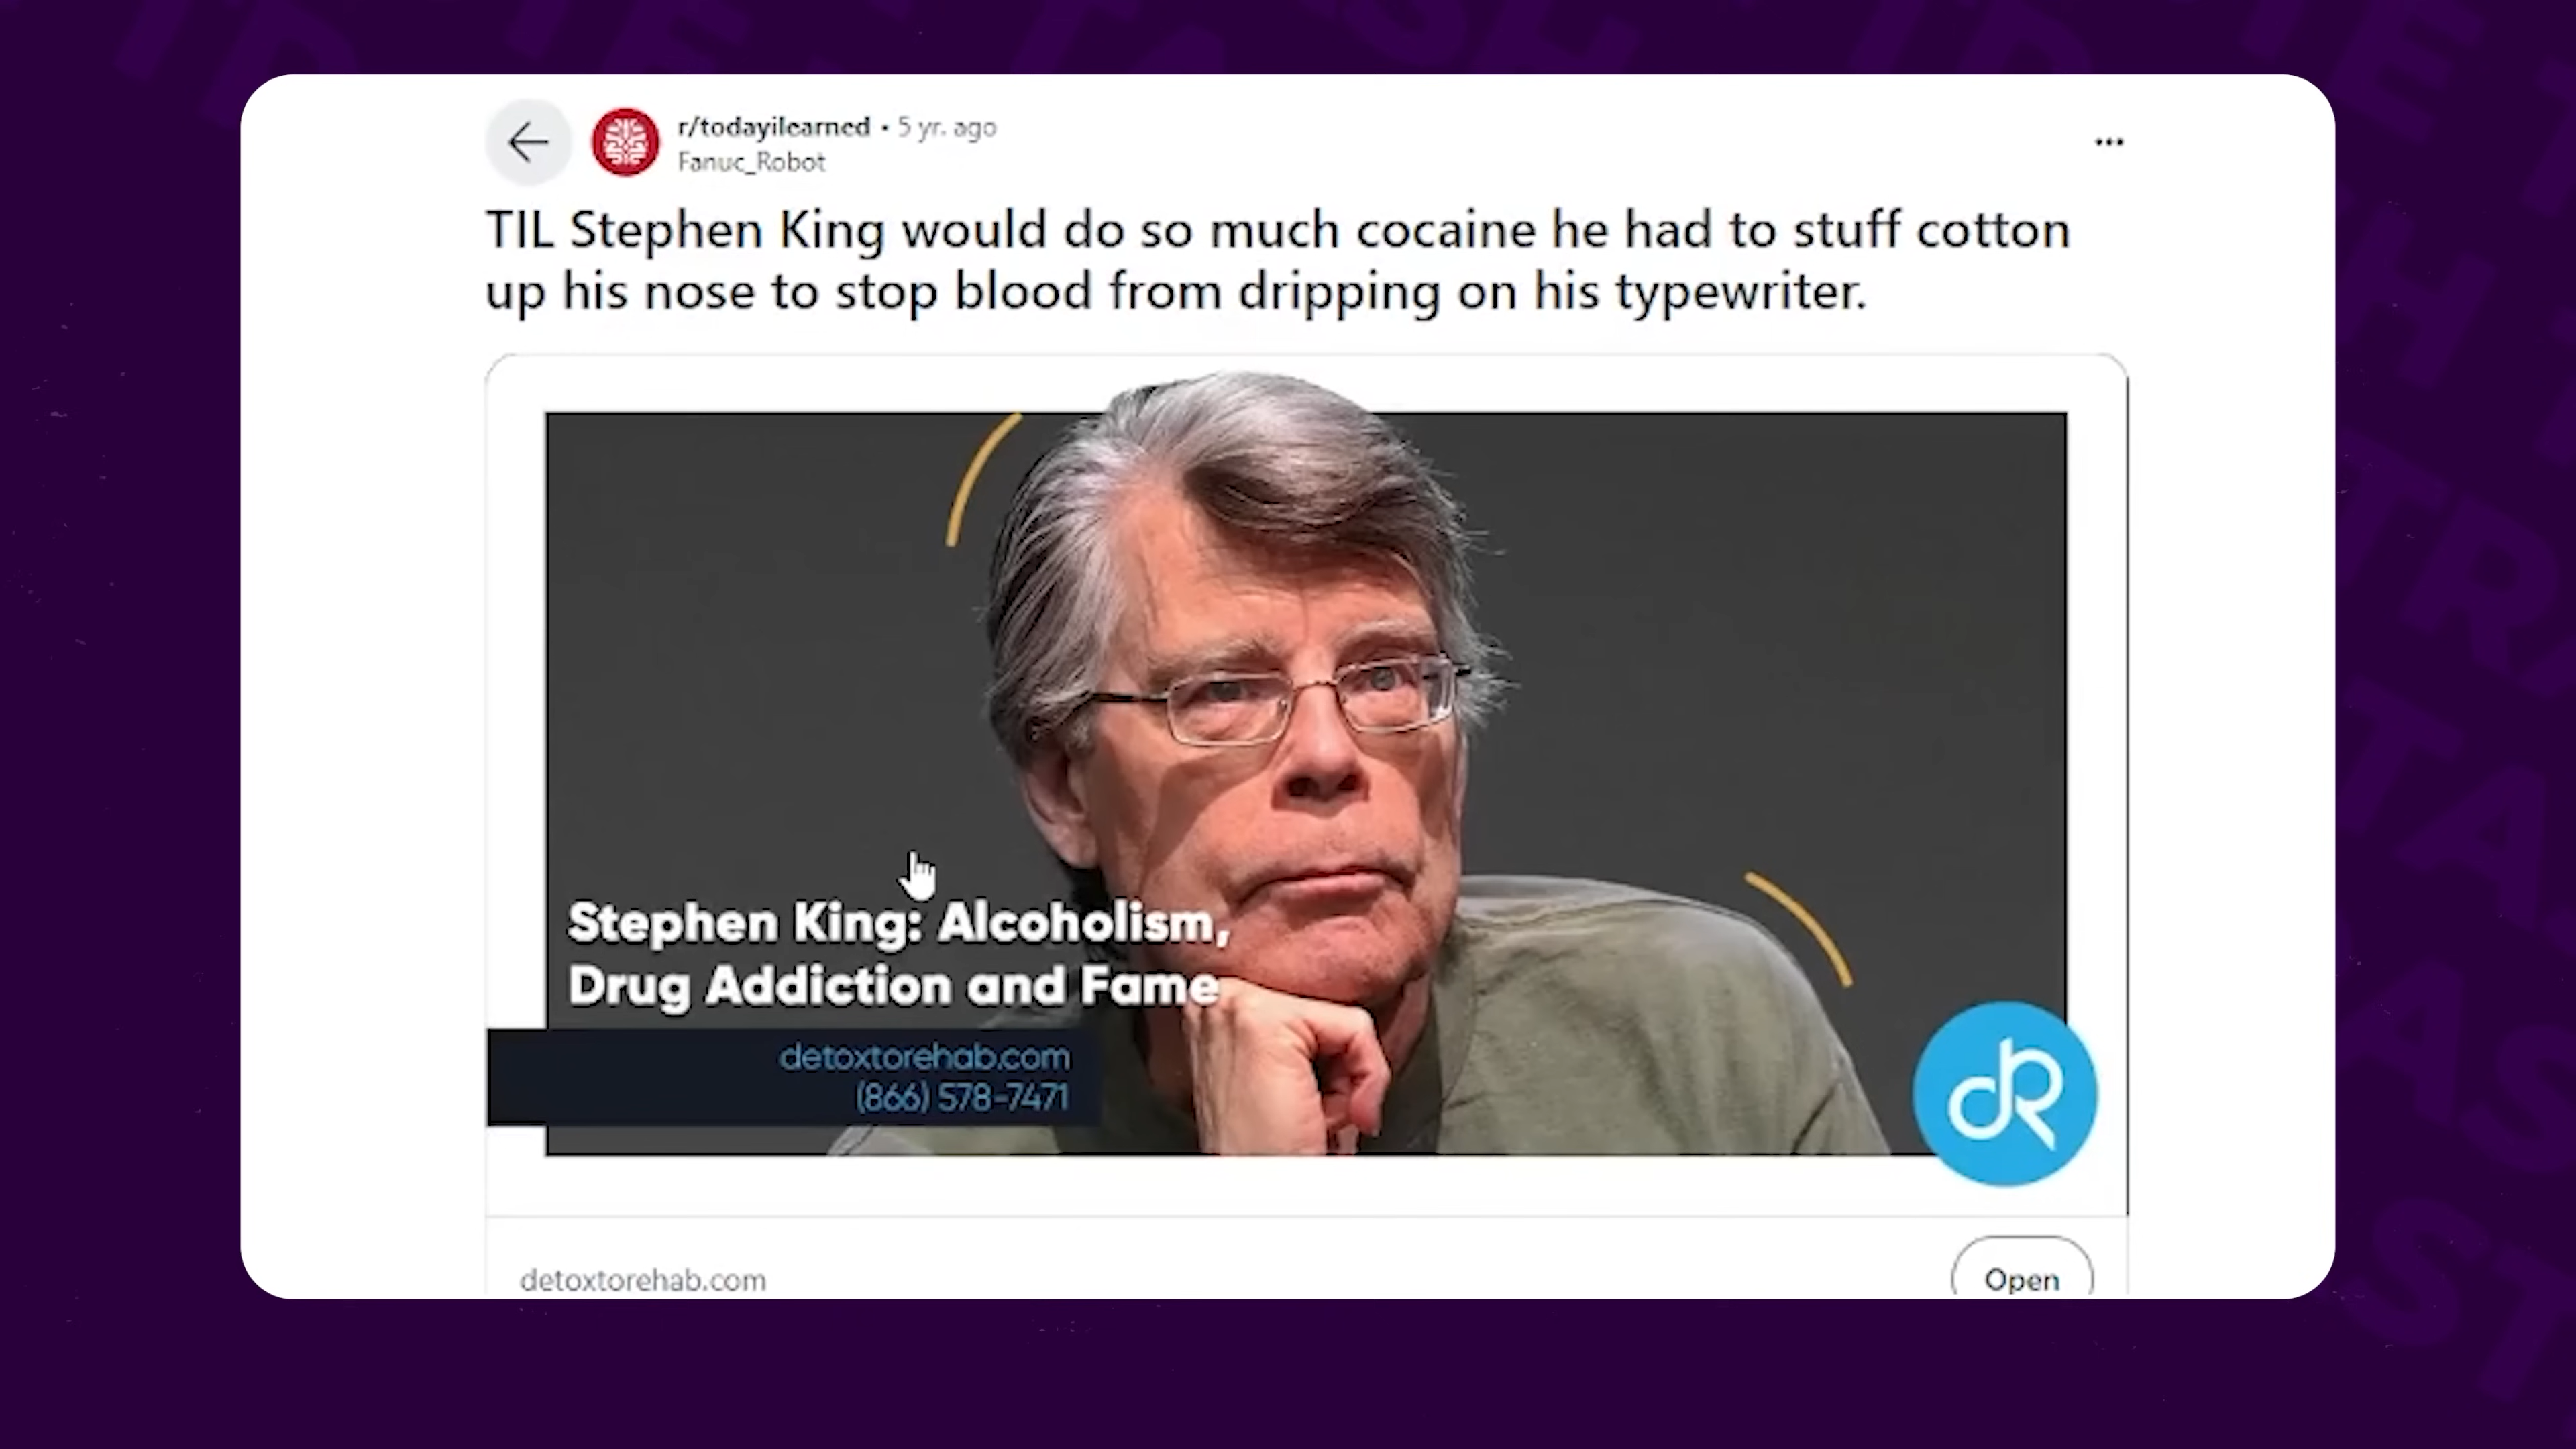 r/todayilearned • 5 yr. ago
Fanuc_Robot
TIL Stephen King would do so much cocaine he had to stuff cotton
up his nose to stop blood from dripping on his typewriter.
Stephen King: Alcoholism,
Drug Addiction and Fame
detoxtorehab.com
(866) 578-7471
dR
detoxtorehab.com
Open